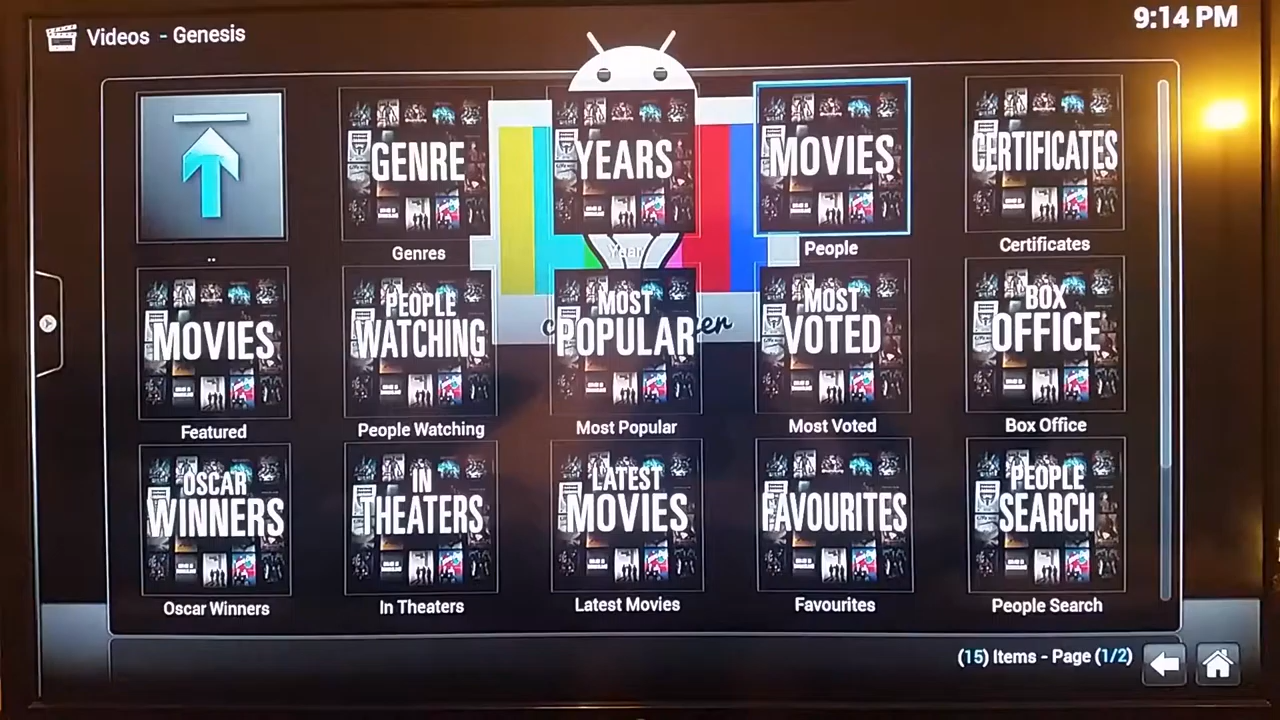 Videos - Genesis
9:14 PM
GENRE
YEARS
MOVIES
CERTIFICATES
..
Genres
Year
People
Certificates
MOVIES
PEOPLE
WATCHING
MOST
POPULAR
MOST
VOTED
BOX
OFFICE
Featured
People Watching
Most Popular
Most Voted
Box Office
OSCAR
WINNERS
IN
THEATERS
LATEST
MOVIES
FAVOURITES
PEOPLE
SEARCH
Oscar Winners
In Theaters
Latest Movies
Favourites
People Search
(15) Items - Page (1/2)